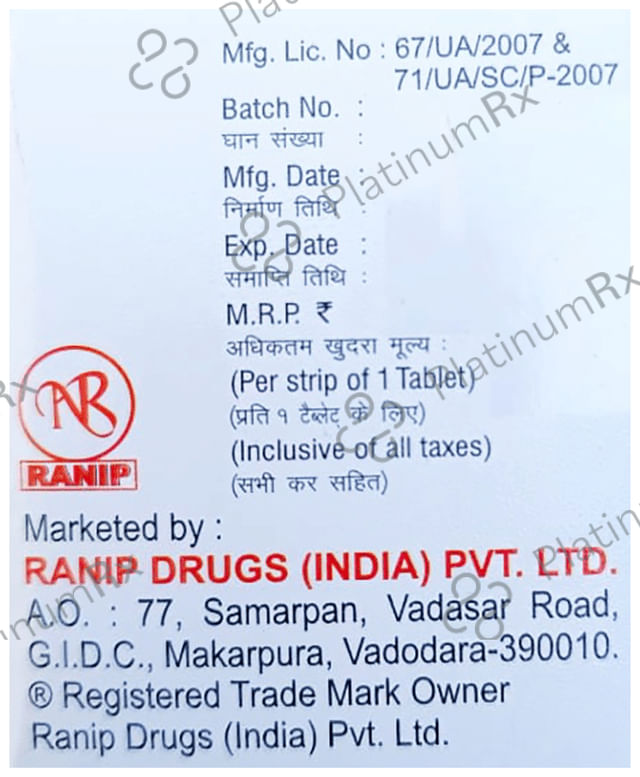 Mfg. Lic. No : 67/UA/2007 &
71/UA/SC/P-2007
Batch No. :
घान संख्या :
Mfg. Date :
निर्माण तिथि :
Exp. Date :
समाप्ति तिथि :
M.R.P. ₹
अधिकतम खुदरा मूल्य :
(Per strip of 1 Tablet)
(प्रति १ टैब्लेट के लिए)
(Inclusive of all taxes)
(सभी कर सहित)
NR
RANIP
Marketed by :
RANIP DRUGS (INDIA) PVT. LTD.
A.O. : 77, Samarpan, Vadasar Road,
G.I.D.C., Makarpura, Vadodara-390010.
® Registered Trade Mark Owner
Ranip Drugs (India) Pvt. Ltd.
PlatinumRx
PlatinumRx